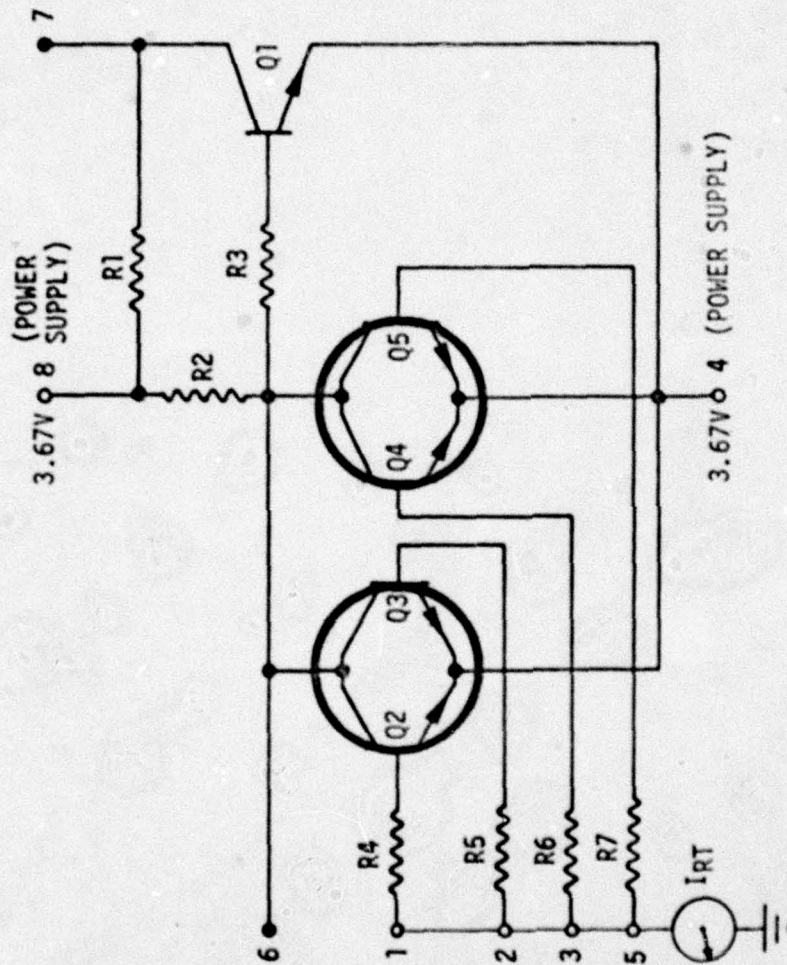 7
3.67V 8 (POWER
SUPPLY)
R1
Q1
R2
R3
Q2
Q3
Q4
Q5
6
1
R4
2
R5
3
R6
5
R7
IRT
3.67V 4 (POWER SUPPLY)